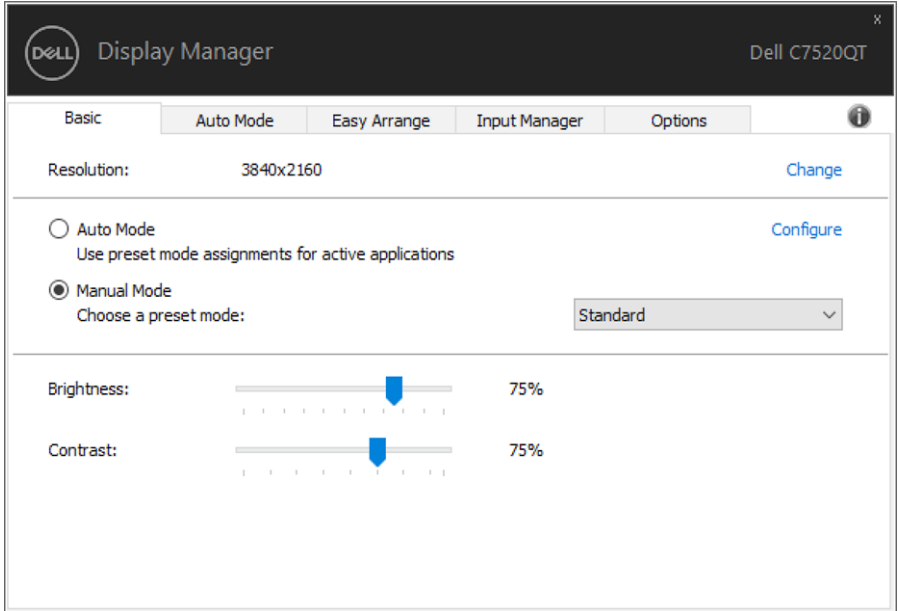 x
DELL Display Manager Dell C7520QT
Basic Auto Mode Easy Arrange Input Manager Options i
Resolution: 3840x2160 Change
Auto Mode Configure
Use preset mode assignments for active applications
Manual Mode
Choose a preset mode: Standard
Brightness: 75%
Contrast: 75%